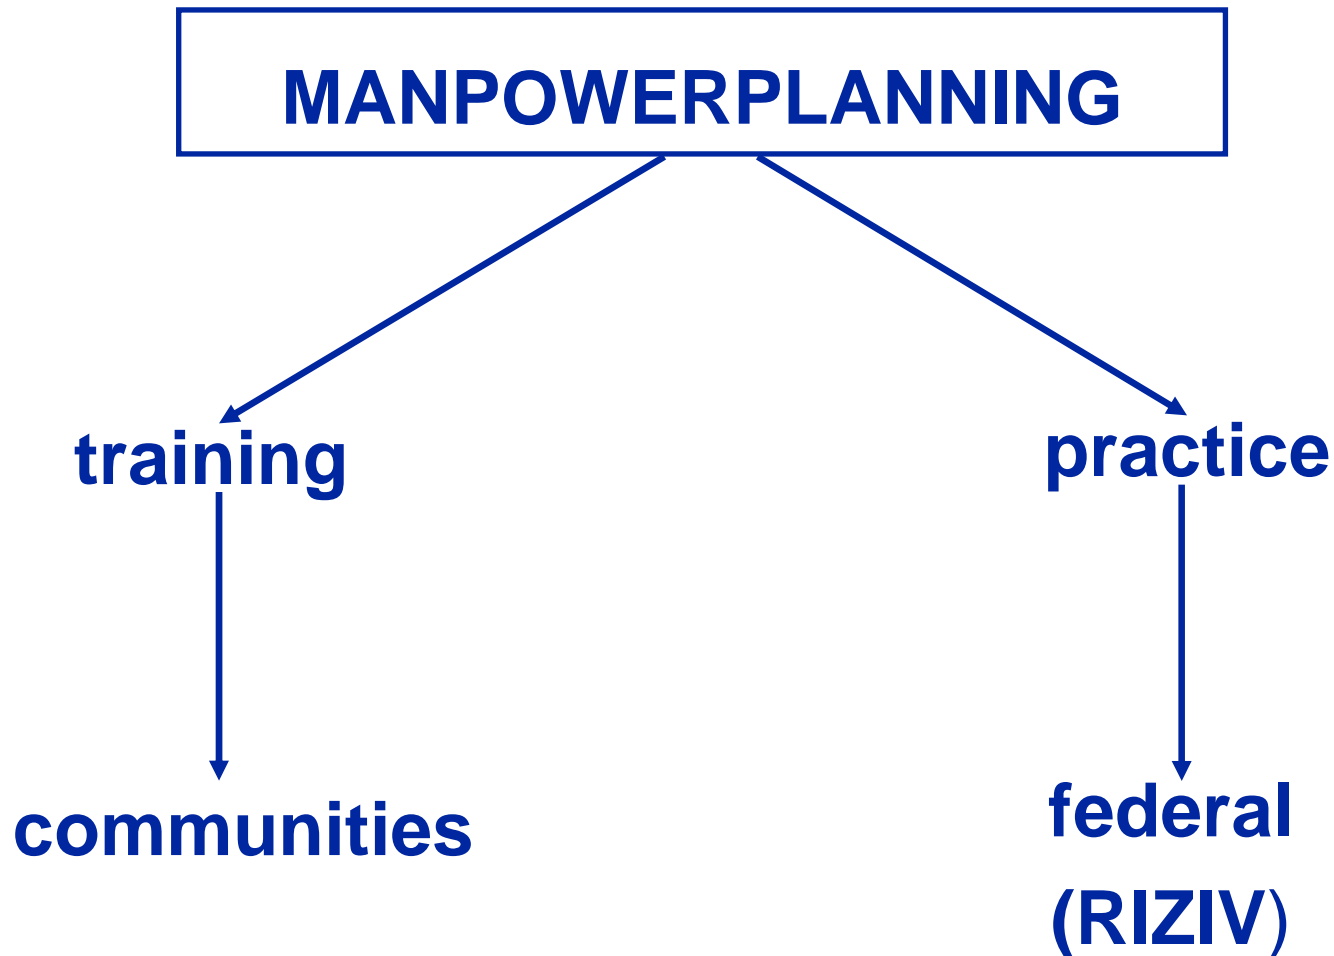 MANPOWERPLANNING
training
practice
communities
federal
(RIZIV)